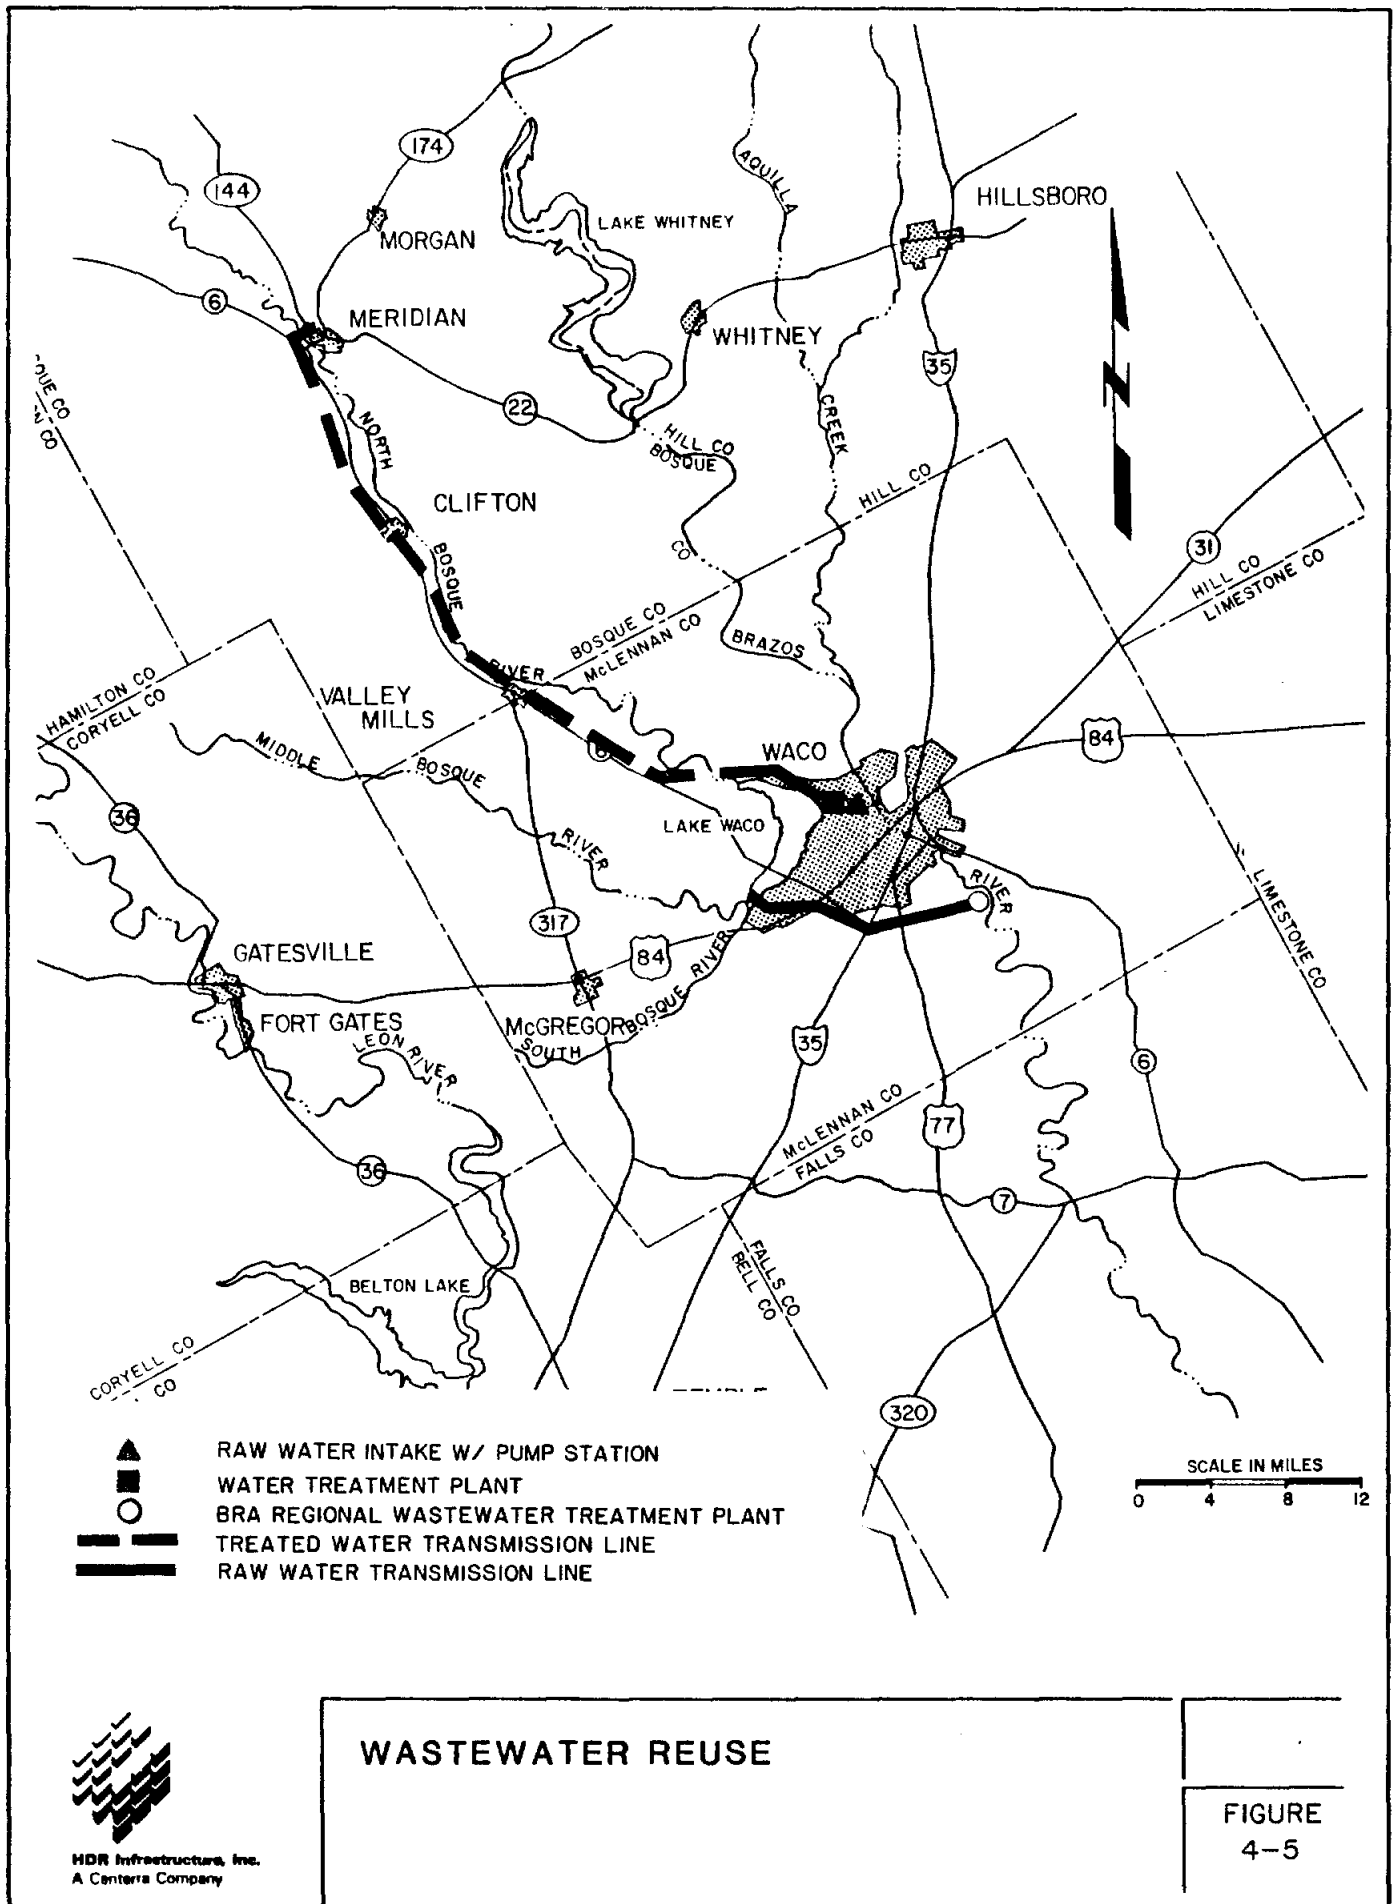 174
144
AQUILLA
HILLSBORO
LAKE WHITNEY
MORGAN
6
MERIDIAN
WHITNEY
35
QUE CO
N CO
22
NORTH
HILL CO
BOSQUE
CO
CREEK
HILL CO
CLIFTON
BOSQUE
N
31
HILL CO
LIMESTONE CO
BOSQUE CO
McLENNAN CO
BRAZOS
RIVER
HAMILTON CO
CORYELL CO
VALLEY
MILLS
MIDDLE
BOSQUE
RIVER
6
WACO
84
36
LAKE WACO
RIVER
LIMESTONE CO
317
84
GATESVILLE
FORT GATES
LEON RIVER
McGREGOR
SOUTH
BOSQUE
RIVER
35
6
McLENNAN CO
FALLS CO
77
36
7
FALLS CO
BELL CO
BELTON LAKE
CORYELL CO
CO
TEMPLE
320
RAW WATER INTAKE W/ PUMP STATION
WATER TREATMENT PLANT
BRA REGIONAL WASTEWATER TREATMENT PLANT
TREATED WATER TRANSMISSION LINE
RAW WATER TRANSMISSION LINE
SCALE IN MILES
0 4 8 12
WASTEWATER REUSE
HDR Infrastructure, Inc.
A Centerra Company
FIGURE
4-5